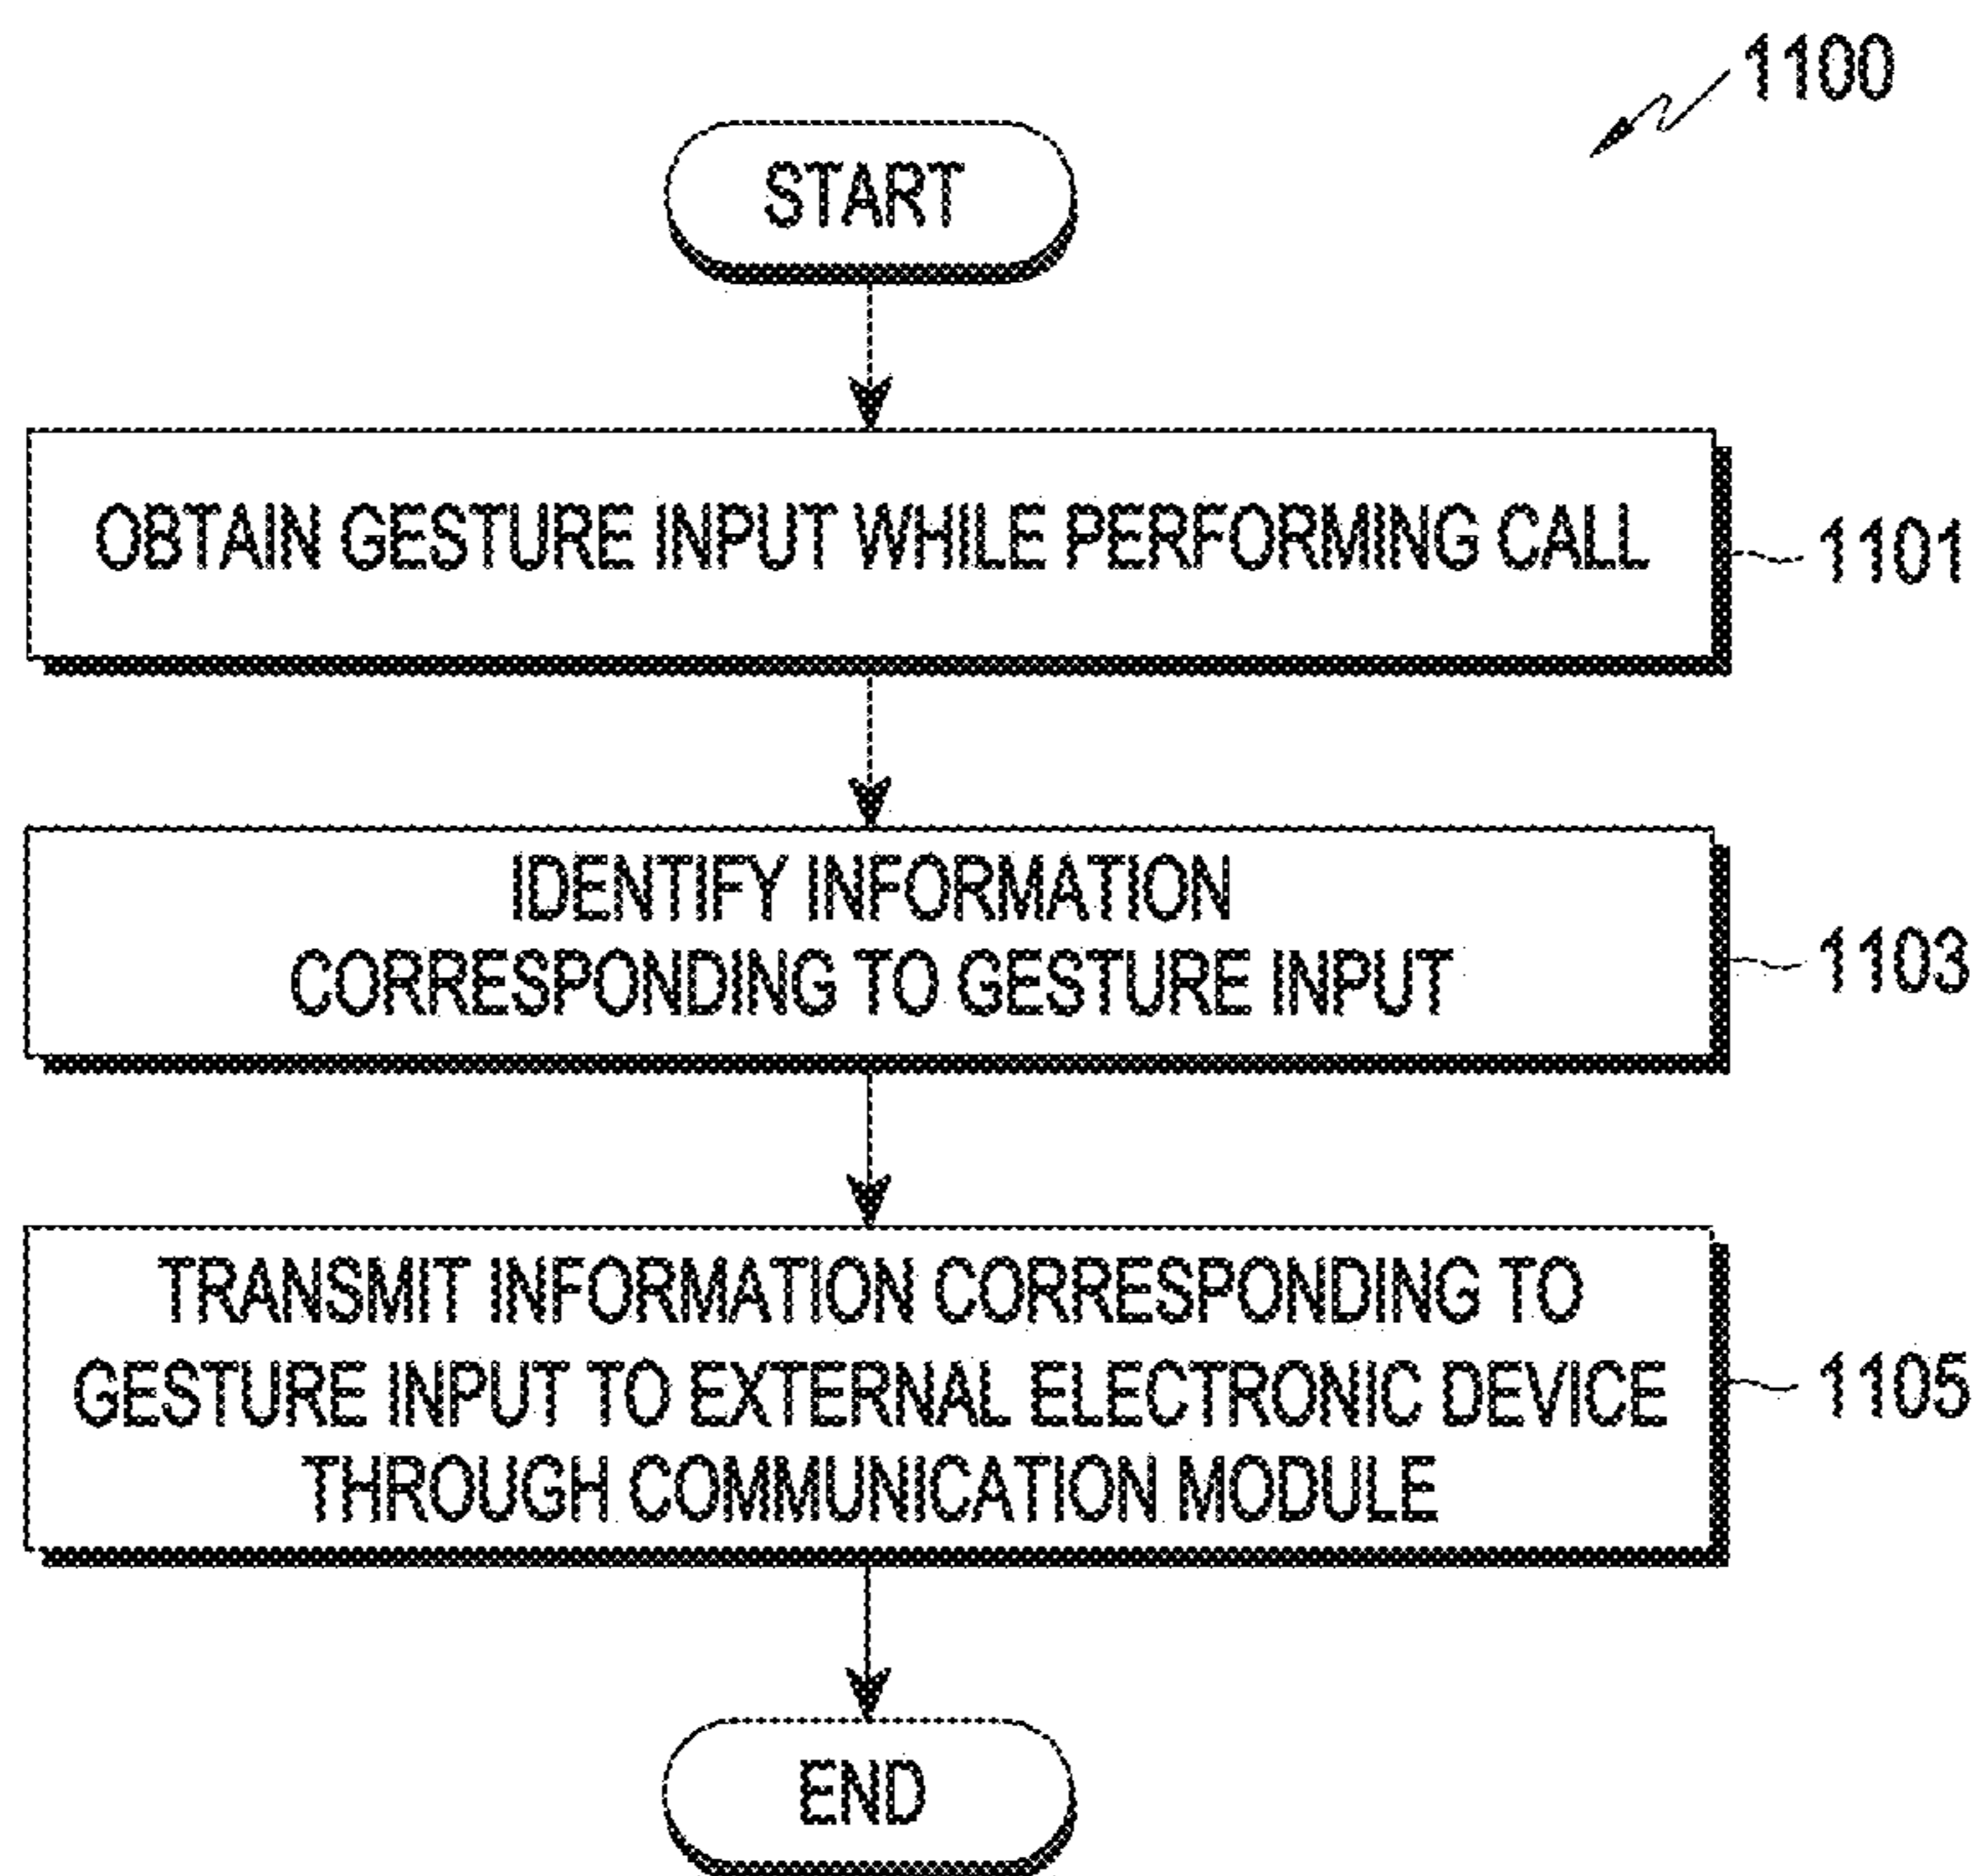 1100
START
OBTAIN GESTURE INPUT WHILE PERFORMING CALL
1101
IDENTIFY INFORMATION
CORRESPONDING TO GESTURE INPUT
1103
TRANSMIT INFORMATION CORRESPONDING TO
GESTURE INPUT TO EXTERNAL ELECTRONIC DEVICE
THROUGH COMMUNICATION MODULE
1105
END